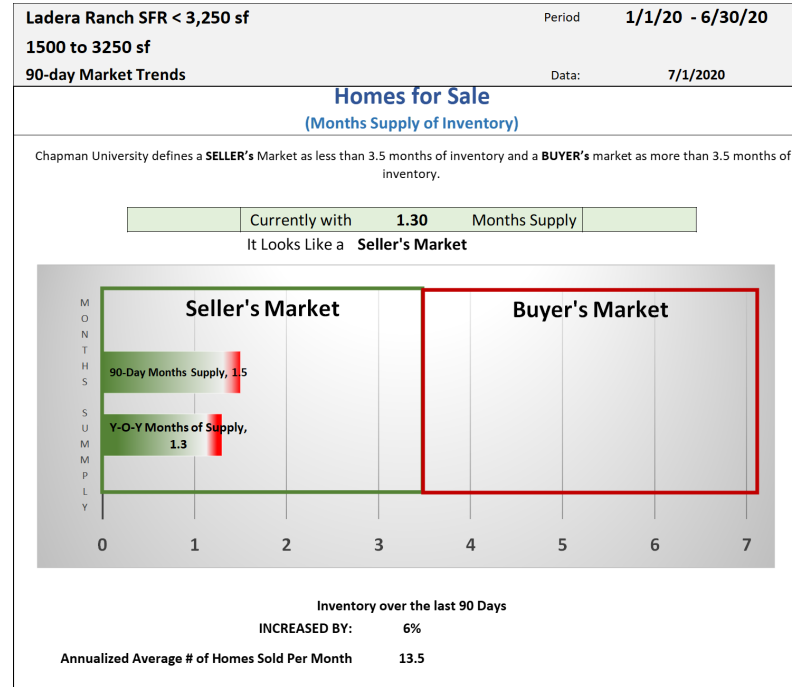 Ladera Ranch SFR < 3,250 sf Period 1/1/20 - 6/30/20
1500 to 3250 sf
90-day Market Trends Data: 7/1/2020
Homes for Sale
(Months Supply of Inventory)
Chapman University defines a SELLER's Market as less than 3.5 months of inventory and a BUYER's market as more than 3.5 months of
inventory.
Currently with 1.30 Months Supply
It Looks Like a Seller's Market
Seller's Market Buyer's Market
MONTHS SUMMPLY
90-Day Months Supply, 1.5
Y-O-Y Months of Supply,
1.3
0 1 2 3 4 5 6 7
Inventory over the last 90 Days
INCREASED BY: 6%
Annualized Average # of Homes Sold Per Month 13.5